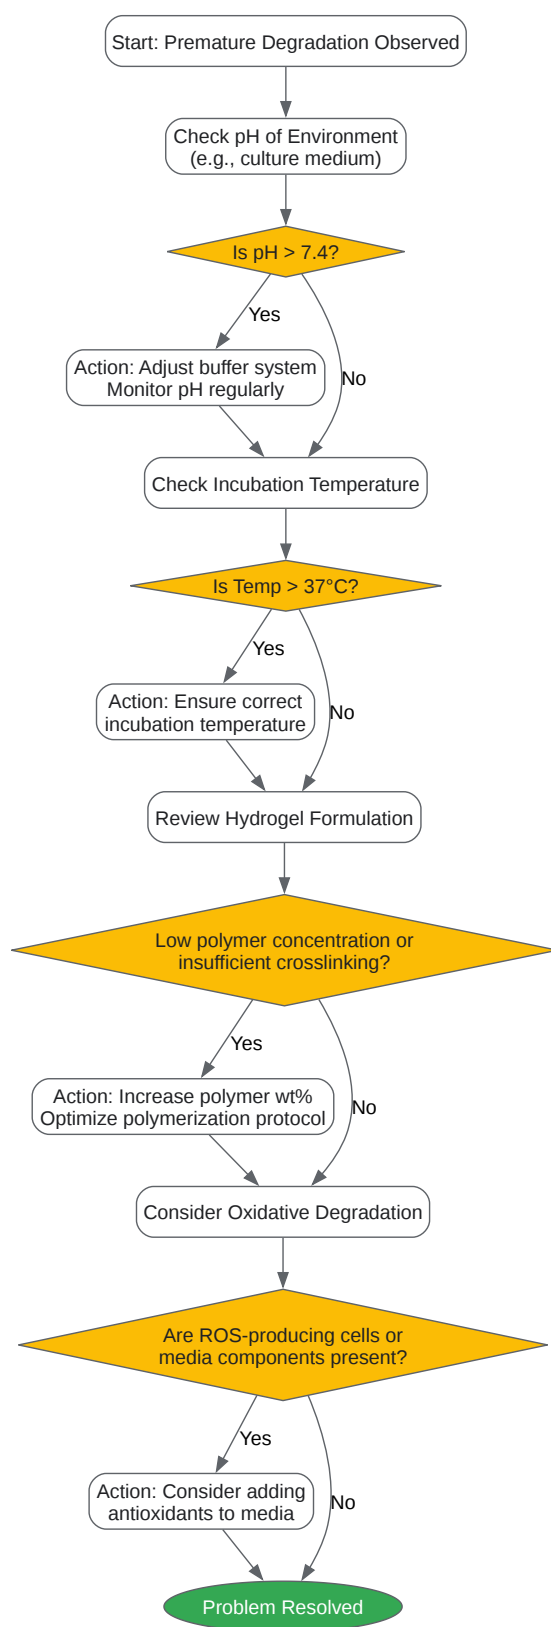 Start: Premature Degradation Observed
Check pH of Environment
(e.g., culture medium)
Is pH > 7.4?
Yes
Action: Adjust buffer system
Monitor pH regularly
No
Check Incubation Temperature
Is Temp > 37°C?
Yes
Action: Ensure correct
incubation temperature
No
Review Hydrogel Formulation
Low polymer concentration or
insufficient crosslinking?
Yes
Action: Increase polymer wt%
Optimize polymerization protocol
No
Consider Oxidative Degradation
Are ROS-producing cells or
media components present?
Yes
Action: Consider adding
antioxidants to media
No
Problem Resolved